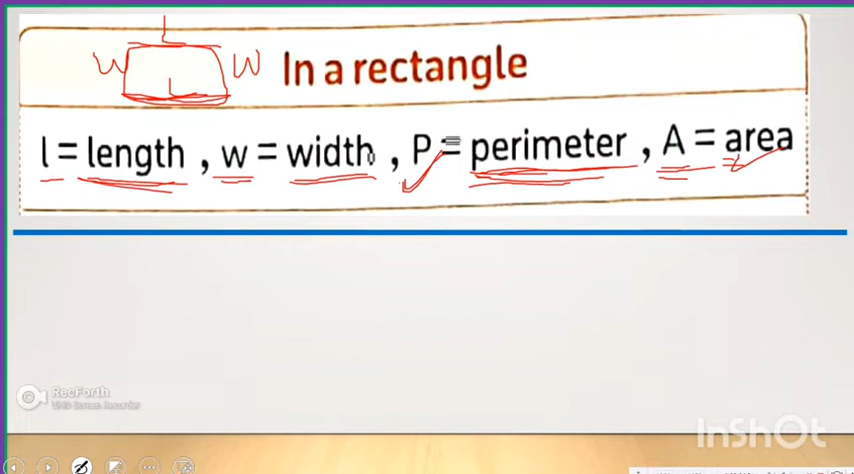 L
W W In a rectangle
L
l = length , w = width , P = perimeter , A = area
RecForth
InShOt